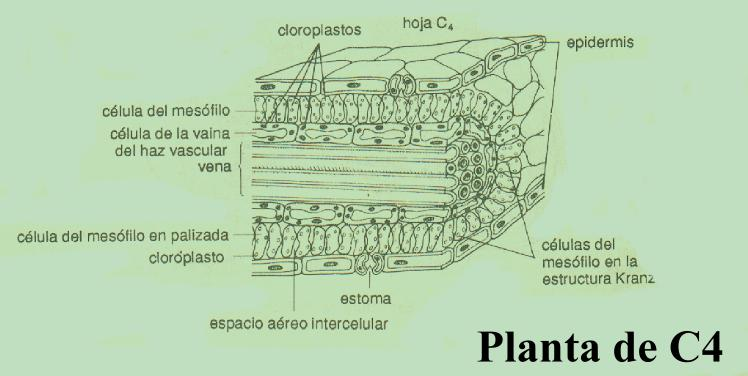 hoja C4
cloroplastos
epidermis
célula del mesófilo
célula de la vaina
del haz vascular
vena
célula del mesófilo en palizada
cloroplasto
células del
mesófilo en la
estructura Kranz
estoma
espacio aéreo intercelular
Planta de C4